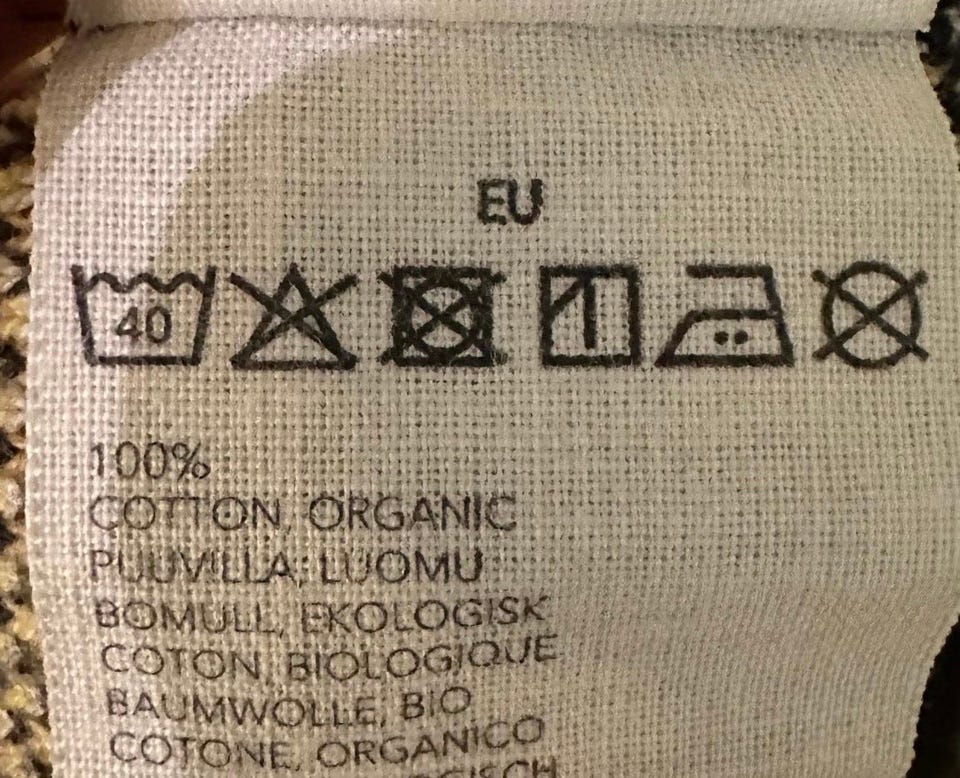 EU
40
100%
COTTON, ORGANIC
PUUVILLA, LUOMU
BOMULL, EKOLOGISK
COTON, BIOLOGIQUE
BAUMWOLLE, BIO
COTONE, ORGANICO